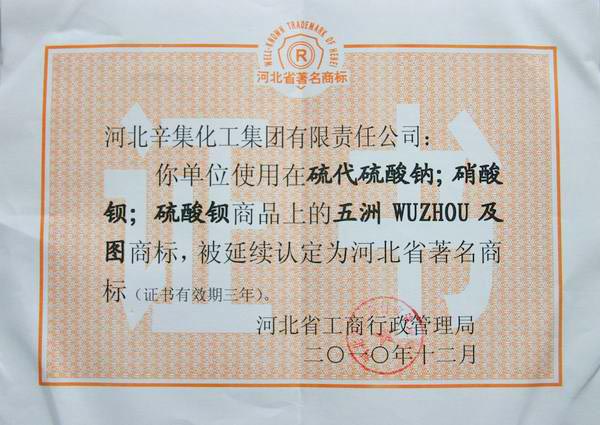 WELL-KNOWN TRADEMARK OF HEBEI
R
河北省著名商标
证书
河北辛集化工集团有限责任公司：
你单位使用在硫代硫酸钠；硝酸
钡；硫酸钡商品上的五洲 WUZHOU 及
图商标，被延续认定为河北省著名商
标（证书有效期三年）。
河北省工商行政管理局
二〇一〇年十二月